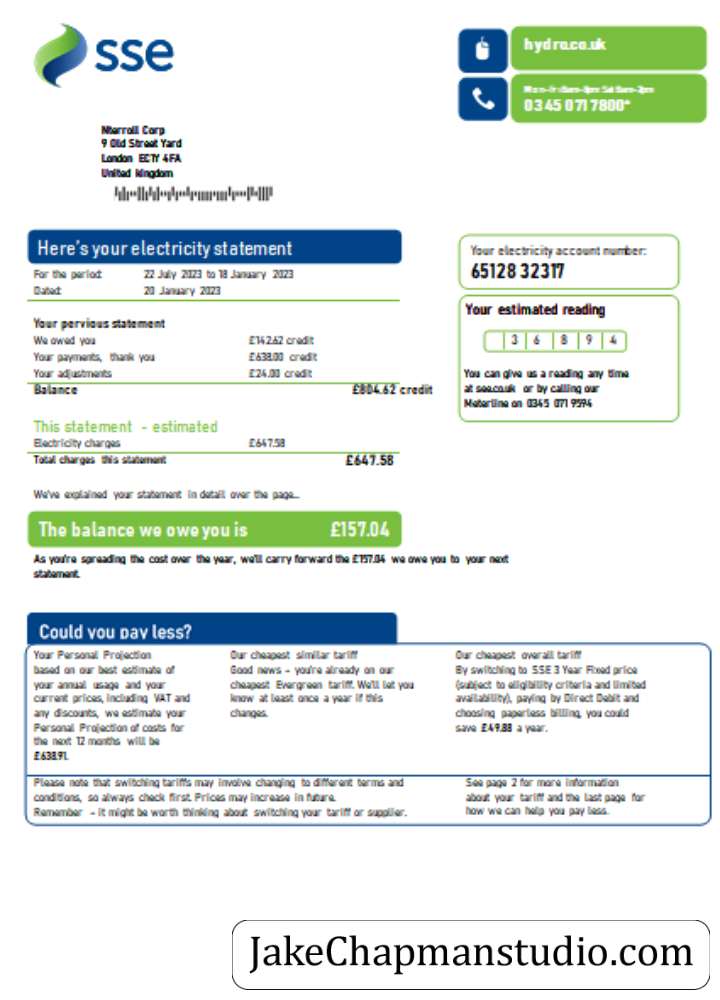 sse
hydro.co.uk
0345 071 7800*
Nterroll Corp
9 Old Street Yard
London EC1Y 4FA
United kingdom
Here's your electricity statement
For the period: 22 July 2023 to 18 January 2023
Dated: 20 January 2023
Your electricity account number:
65128 32317
Your estimated reading
3 6 8 9 4
You can give us a reading any time
at sse.co.uk or by calling our
Meterline on 0345 071 9594
Your pervious statement
We owed you £142.62 credit
Your payments, thank you £638.00 credit
Your adjustments £24.00 credit
Balance £804.62 credit
This statement - estimated
Electricity charges £647.58
Total charges this statement £647.58
We've explained your statement in detail over the page...
The balance we owe you is £157.04
As you're spreading the cost over the year, we'll carry forward the £157.04 we owe you to your next
statement.
Could you pay less?
Your Personal Projection
based on our best estimate of
your annual usage and your
current prices, including VAT and
any discounts, we estimate your
Personal Projection of costs for
the next 12 months will be
£638.91.
Our cheapest similar tariff
Good news - you're already on our
cheapest Evergreen tariff. We'll let you
know at least once a year if this
changes.
Our cheapest overall tariff
By switching to SSE 3 Year Fixed price
(subject to eligibility criteria and limited
availability), paying by Direct Debit and
choosing paperless billing, you could
save £49.88 a year.
Please note that switching tariffs may involve changing to different terms and
conditions, so always check first. Prices may increase in future.
Remember - it might be worth thinking about switching your tariff or supplier.
See page 2 for more information
about your tariff and the last page for
how we can help you pay less.
JakeChapmanstudio.com